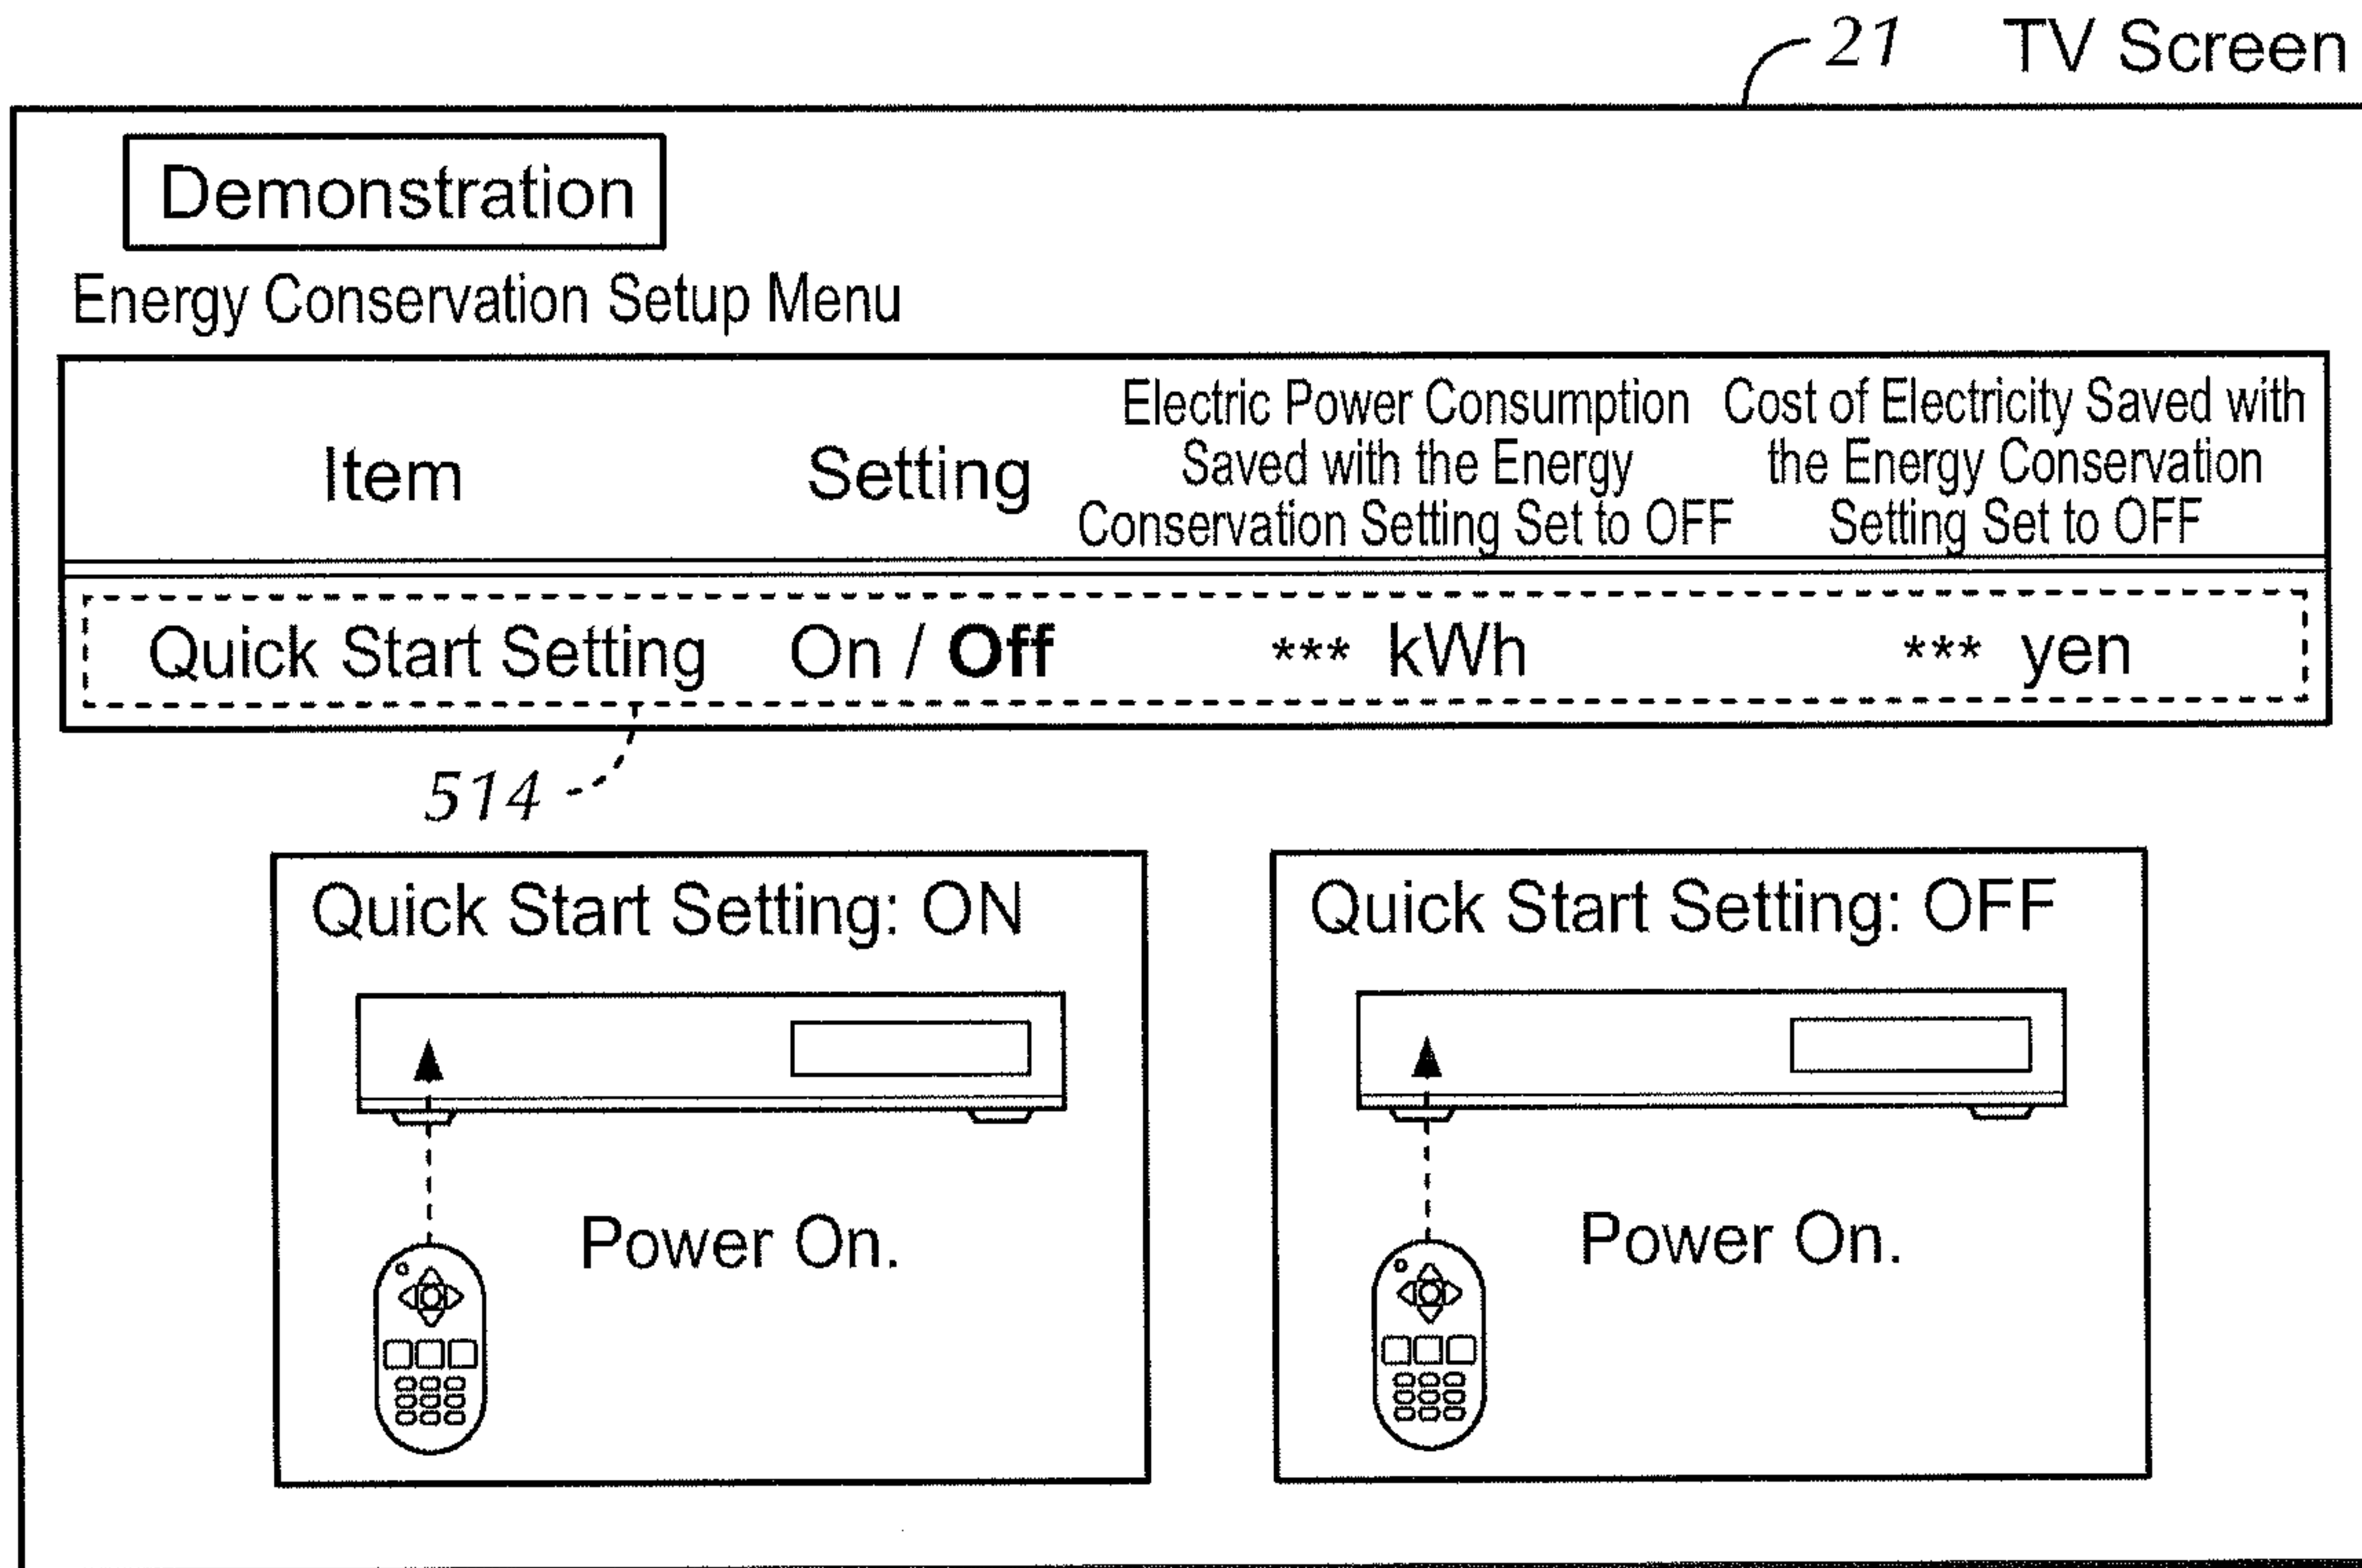 21 TV Screen
Demonstration
Energy Conservation Setup Menu
Item
Setting
Electric Power Consumption
Saved with the Energy
Conservation Setting Set to OFF
Cost of Electricity Saved with
the Energy Conservation
Setting Set to OFF
Quick Start Setting On / Off *** kWh *** yen
514
Quick Start Setting: ON
Power On.
Quick Start Setting: OFF
Power On.